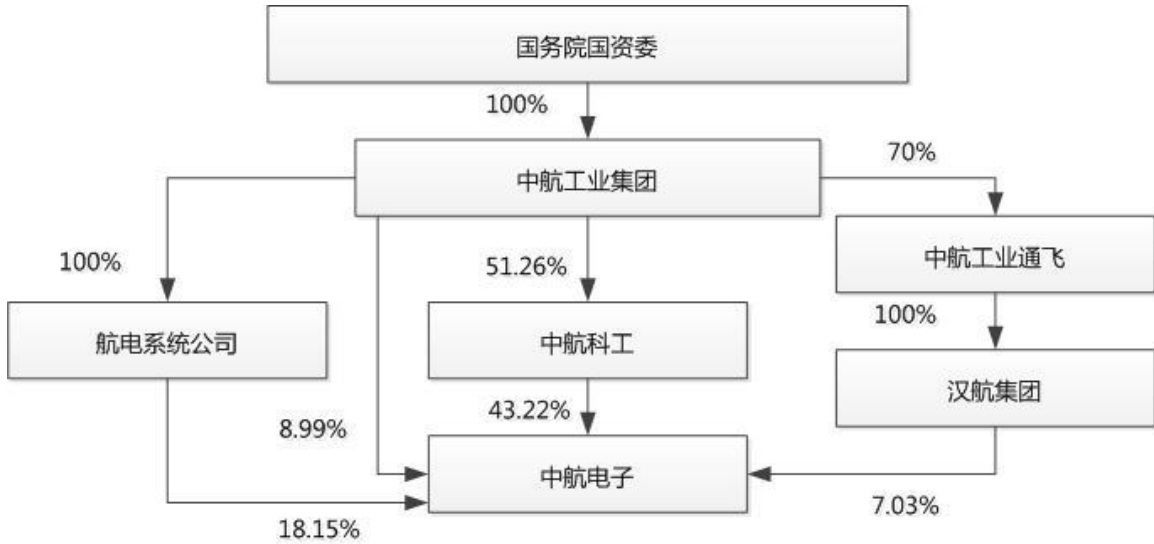 国务院国资委
100%
中航工业集团
70%
100%
51.26%
中航工业通飞
航电系统公司
中航科工
100%
汉航集团
8.99%
43.22%
中航电子
18.15%
7.03%